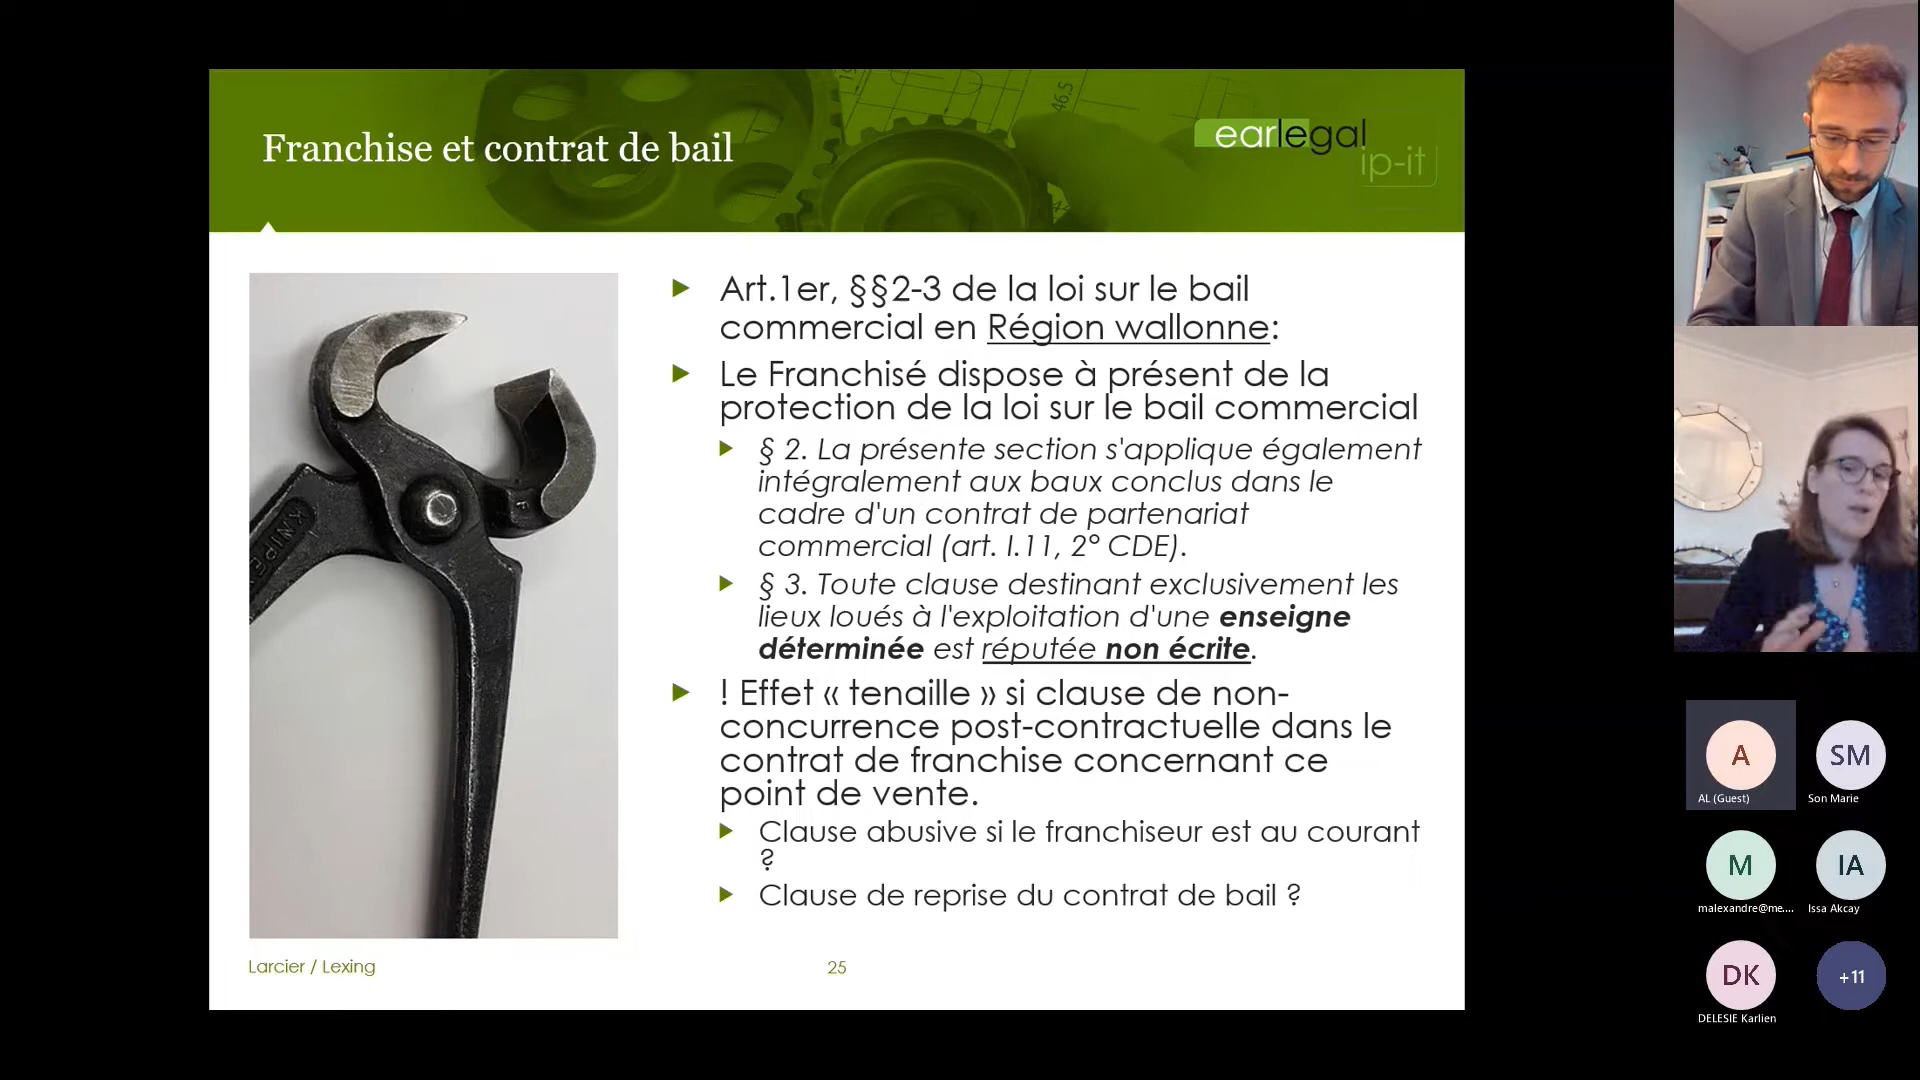 Franchise et contrat de bail
earlegal
ip-it
46.5
KNIPEX
► Art.1er, §§2-3 de la loi sur le bail
commercial en Région wallonne:
► Le Franchisé dispose à présent de la
protection de la loi sur le bail commercial
► § 2. La présente section s'applique également
intégralement aux baux conclus dans le
cadre d'un contrat de partenariat
commercial (art. I.11, 2° CDE).
► § 3. Toute clause destinant exclusivement les
lieux loués à l'exploitation d'une enseigne
déterminée est réputée non écrite.
► ! Effet « tenaille » si clause de non-
concurrence post-contractuelle dans le
contrat de franchise concernant ce
point de vente.
► Clause abusive si le franchiseur est au courant
?
► Clause de reprise du contrat de bail ?
Larcier / Lexing
25
A
AL (Guest)
SM
Son Marie
M
malexandre@me....
IA
Issa Akcay
DK
DELESIE Karlien
+11